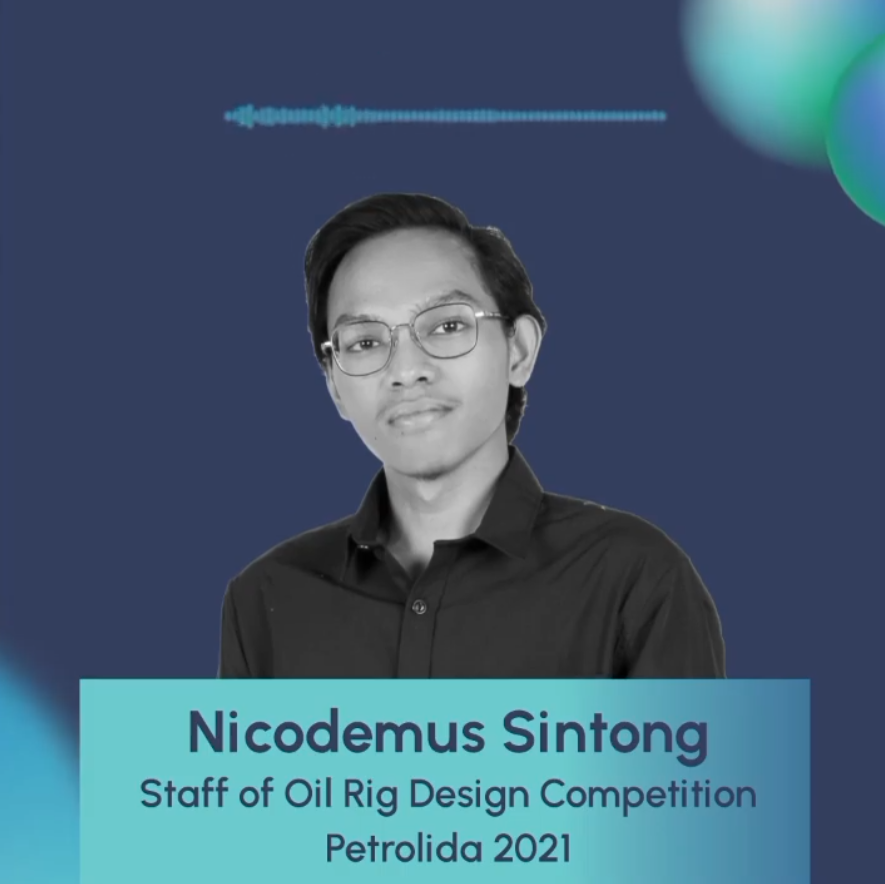 Nicodemus Sintong
Staff of Oil Rig Design Competition
Petrolida 2021